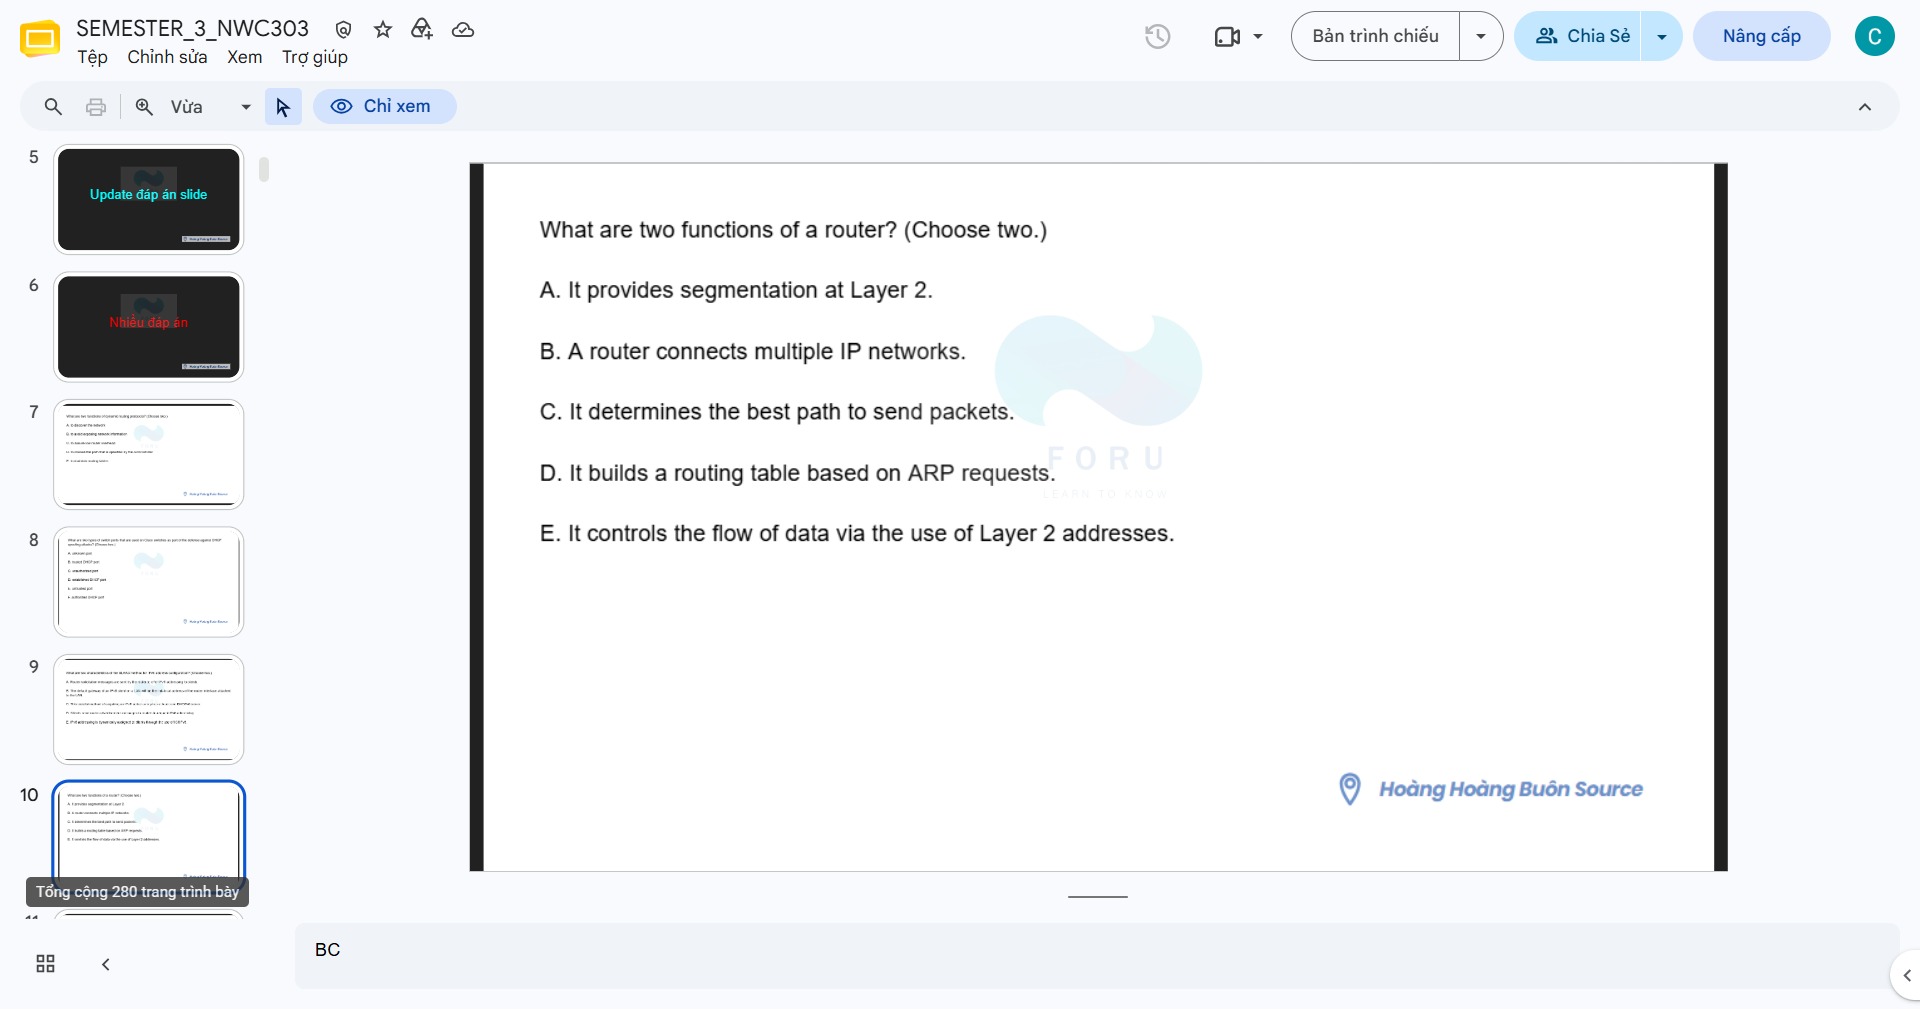 SEMESTER_3_NWC303
Tệp Chỉnh sửa Xem Trợ giúp
Bản trình chiếu
Chia Sẻ
Nâng cấp
C
Vừa
Chỉ xem
5
Update đáp án slide
6
Nhiều đáp án
7
8
9
10
Tổng cộng 280 trang trình bày
What are two functions of a router? (Choose two.)
A. It provides segmentation at Layer 2.
B. A router connects multiple IP networks.
C. It determines the best path to send packets.
D. It builds a routing table based on ARP requests.
E. It controls the flow of data via the use of Layer 2 addresses.
FORU
LEARN TO KNOW
Hoàng Hoàng Buôn Source
BC